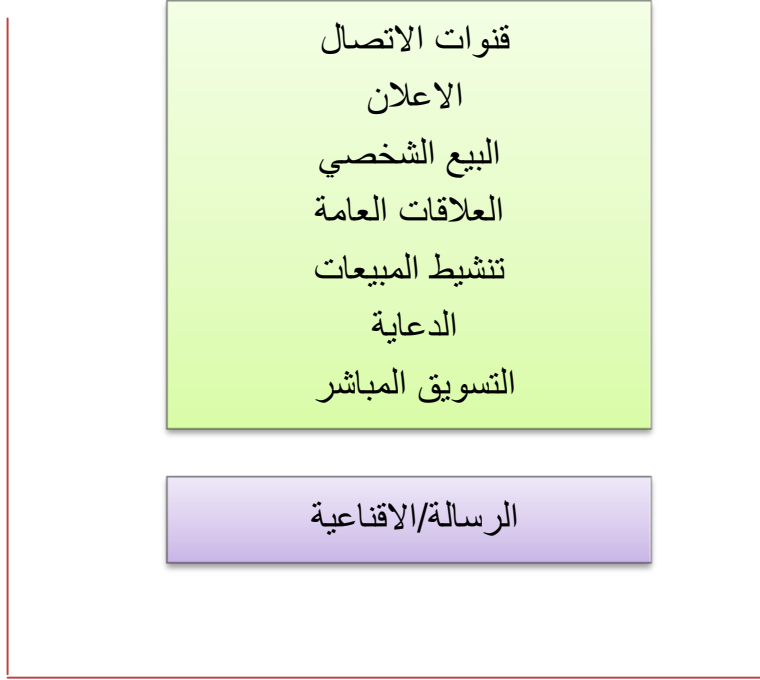 قنوات الاتصال
الاعلان
البيع الشخصي
العلاقات العامة
تنشيط المبيعات
الدعاية
التسويق المباشر
الرسالة/الاقناعية